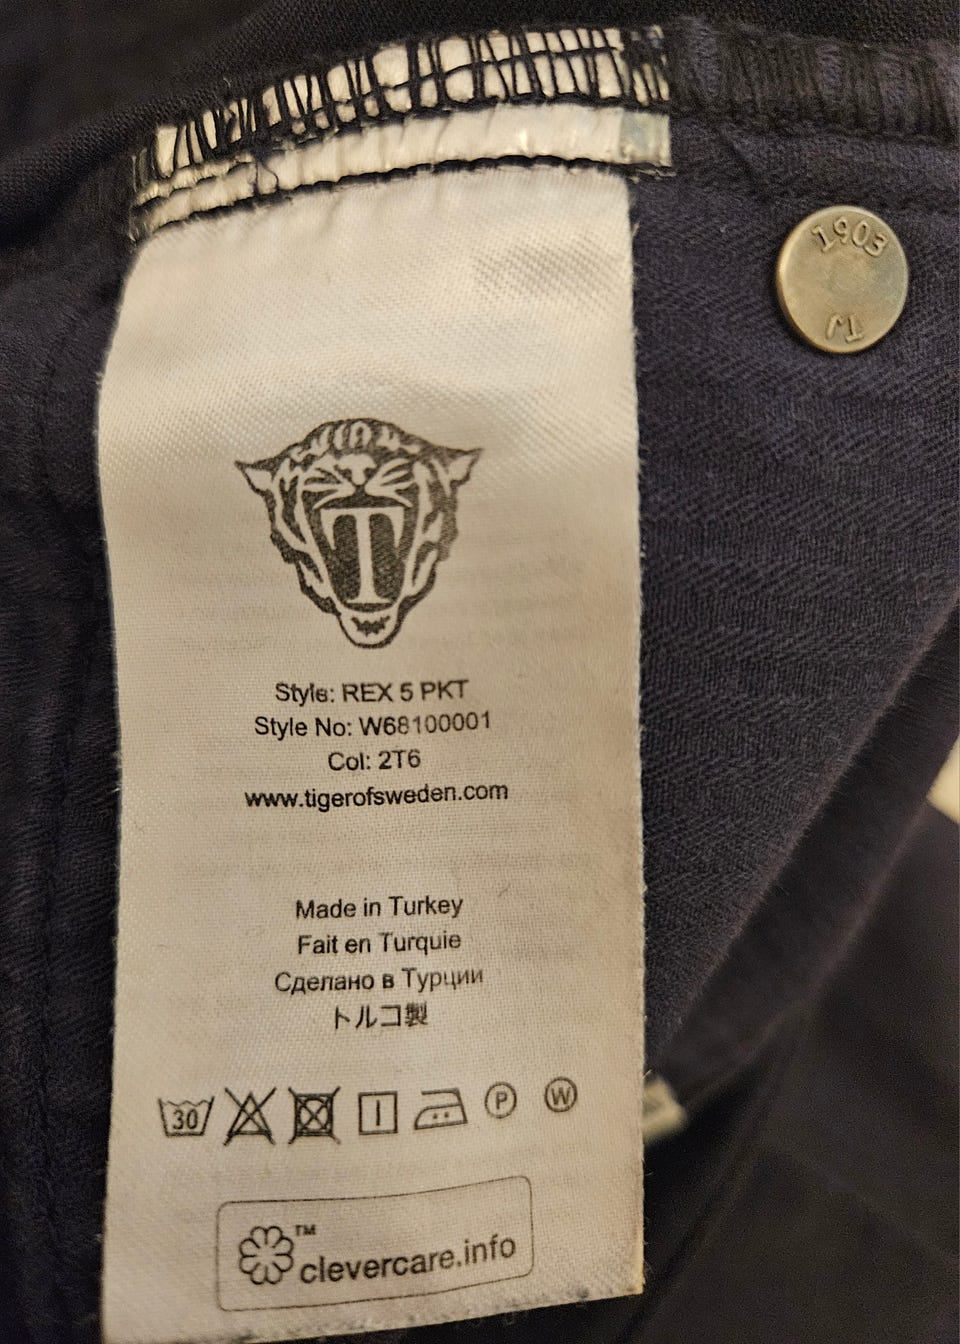 1903
TJ
T
Style: REX 5 PKT
Style No: W68100001
Col: 2T6
www.tigerofsweden.com
Made in Turkey
Fait en Turquie
Сделано в Турции
トルコ製
30 P W
™
clevercare.info